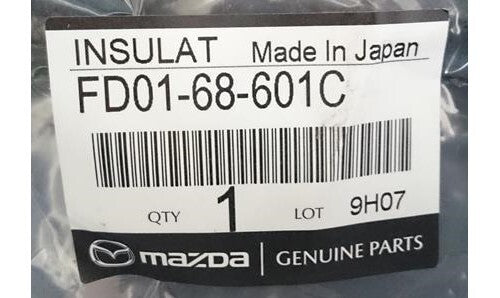 INSULAT Made In Japan
FD01-68-601C
QTY 1 LOT 9H07
mazda GENUINE PARTS